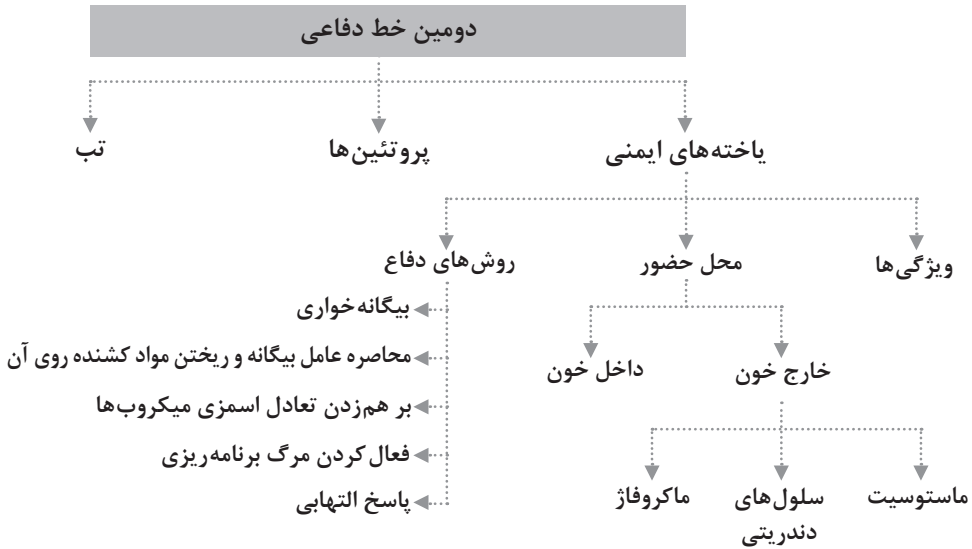 دومین خط دفاعی
یاخته‌های ایمنی
پروتئین‌ها
تب
ویژگی‌ها
محل حضور
روش‌های دفاع
بیگانه‌خواری
محاصره عامل بیگانه و ریختن مواد کشنده روی آن
بر هم‌زدن تعادل اسمزی میکروب‌ها
فعال کردن مرگ برنامه‌ریزی
پاسخ التهابی
خارج خون
داخل خون
ماستوسیت
سلول‌های
دندریتی
ماکروفاژ